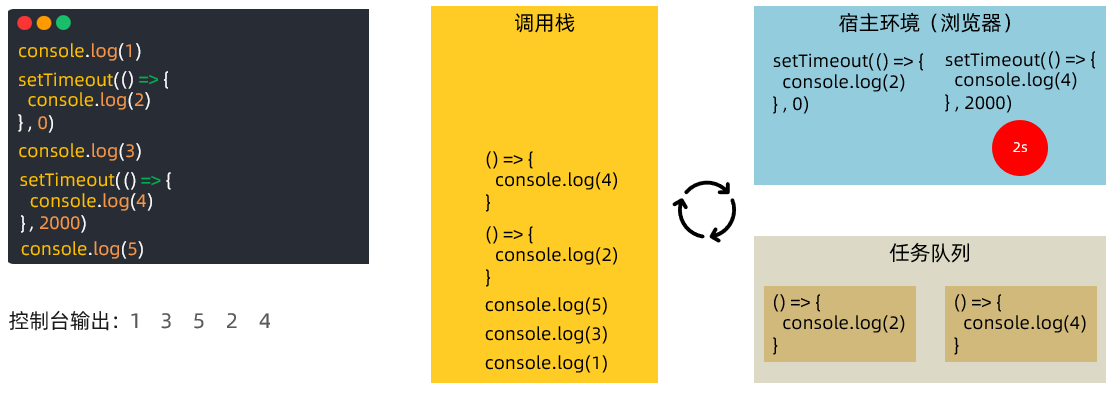 console.log(1)
setTimeout(() => {
console.log(2)
} , 0)
console.log(3)
setTimeout(() => {
console.log(4)
} , 2000)
console.log(5)
控制台输出：1 3 5 2 4
调用栈
() => {
console.log(4)
}
() => {
console.log(2)
}
console.log(5)
console.log(3)
console.log(1)
宿主环境（浏览器）
setTimeout(() => {
console.log(2)
} , 0)
setTimeout(() => {
console.log(4)
} , 2000)
2s
任务队列
() => {
console.log(2)
}
() => {
console.log(4)
}